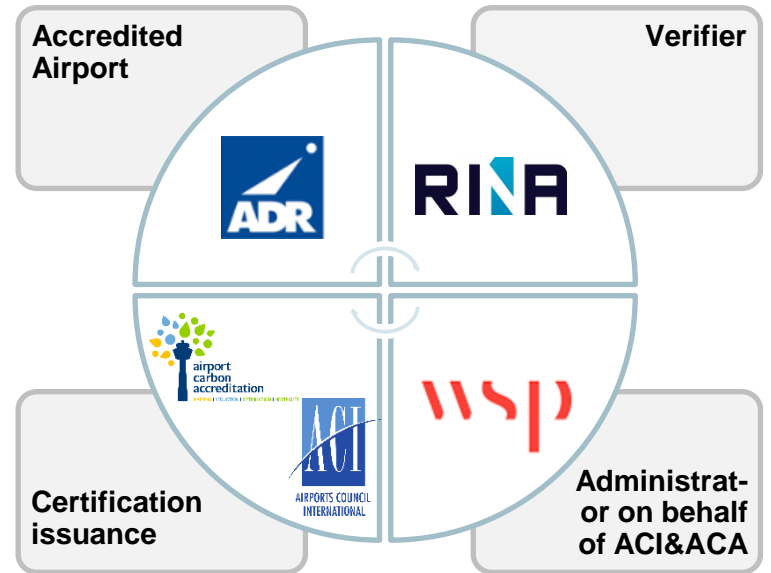 Accredited
Airport
Verifier
ADR
RINA
airport
carbon
accreditation
wsp
ACI
AIRPORTS COUNCIL
INTERNATIONAL
Certification
issuance
Administrat-
or on behalf
of ACI&ACA